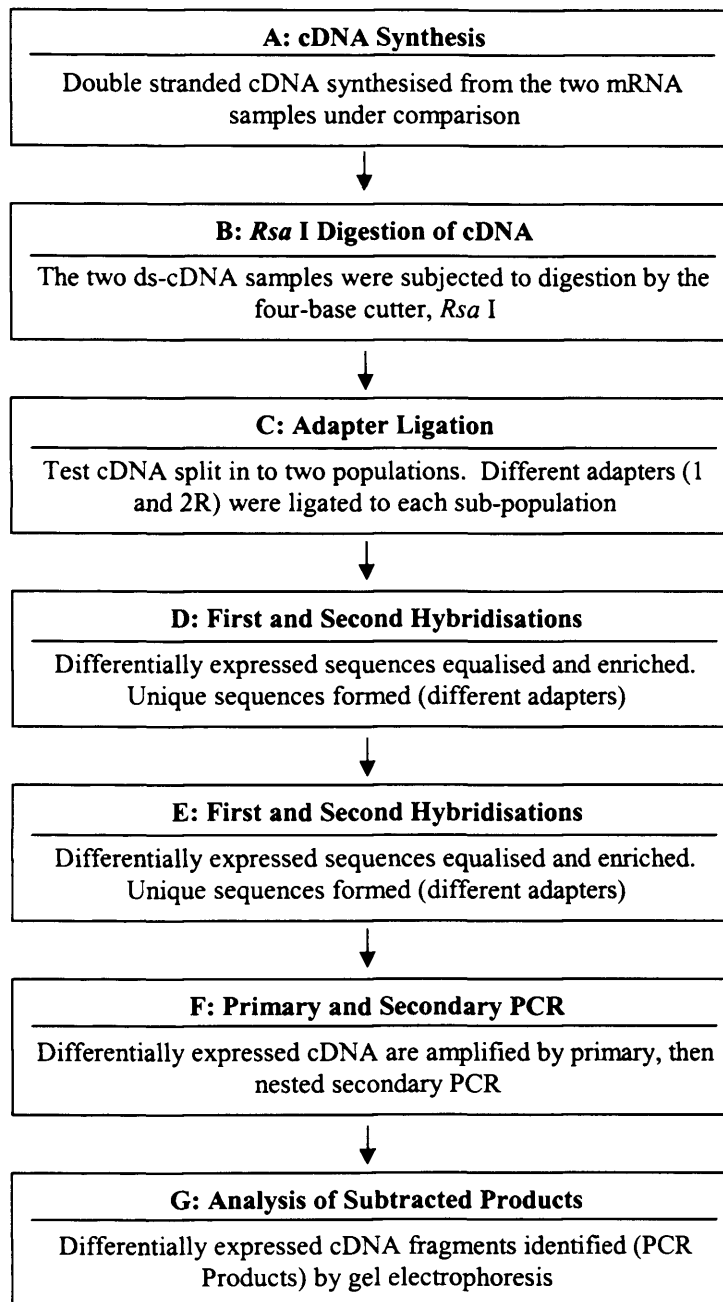 A: cDNA Synthesis
Double stranded cDNA synthesised from the two mRNA
samples under comparison
B: Rsa I Digestion of cDNA
The two ds-cDNA samples were subjected to digestion by the
four-base cutter, Rsa I
C: Adapter Ligation
Test cDNA split in to two populations. Different adapters (1
and 2R) were ligated to each sub-population
D: First and Second Hybridisations
Differentially expressed sequences equalised and enriched.
Unique sequences formed (different adapters)
E: First and Second Hybridisations
Differentially expressed sequences equalised and enriched.
Unique sequences formed (different adapters)
F: Primary and Secondary PCR
Differentially expressed cDNA are amplified by primary, then
nested secondary PCR
G: Analysis of Subtracted Products
Differentially expressed cDNA fragments identified (PCR
Products) by gel electrophoresis